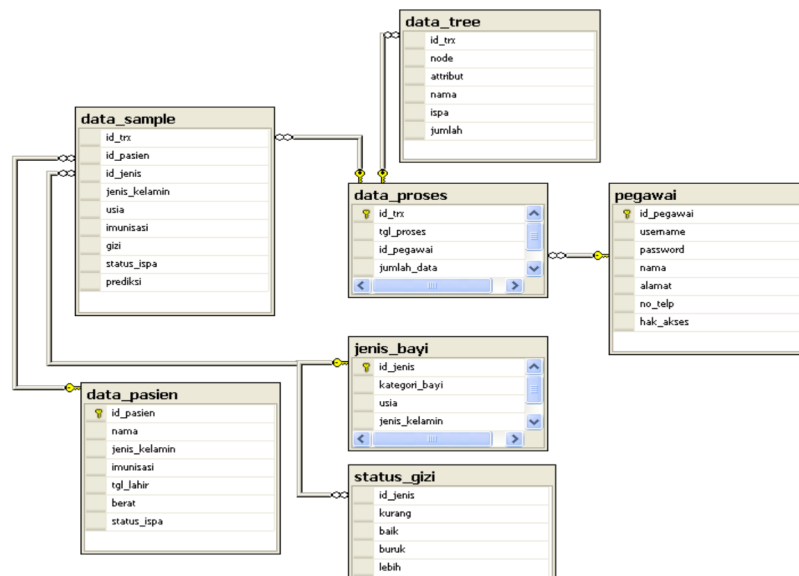 data_tree
id_trx
node
attribut
nama
ispa
jumlah
data_sample
id_trx
id_pasien
id_jenis
jenis_kelamin
usia
imunisasi
gizi
status_ispa
prediksi
data_proses
id_trx
tgl_proses
id_pegawai
jumlah_data
pegawai
id_pegawai
username
password
nama
alamat
no_telp
hak_akses
jenis_bayi
id_jenis
kategori_bayi
usia
jenis_kelamin
data_pasien
id_pasien
nama
jenis_kelamin
imunisasi
tgl_lahir
berat
status_ispa
status_gizi
id_jenis
kurang
baik
buruk
lebih